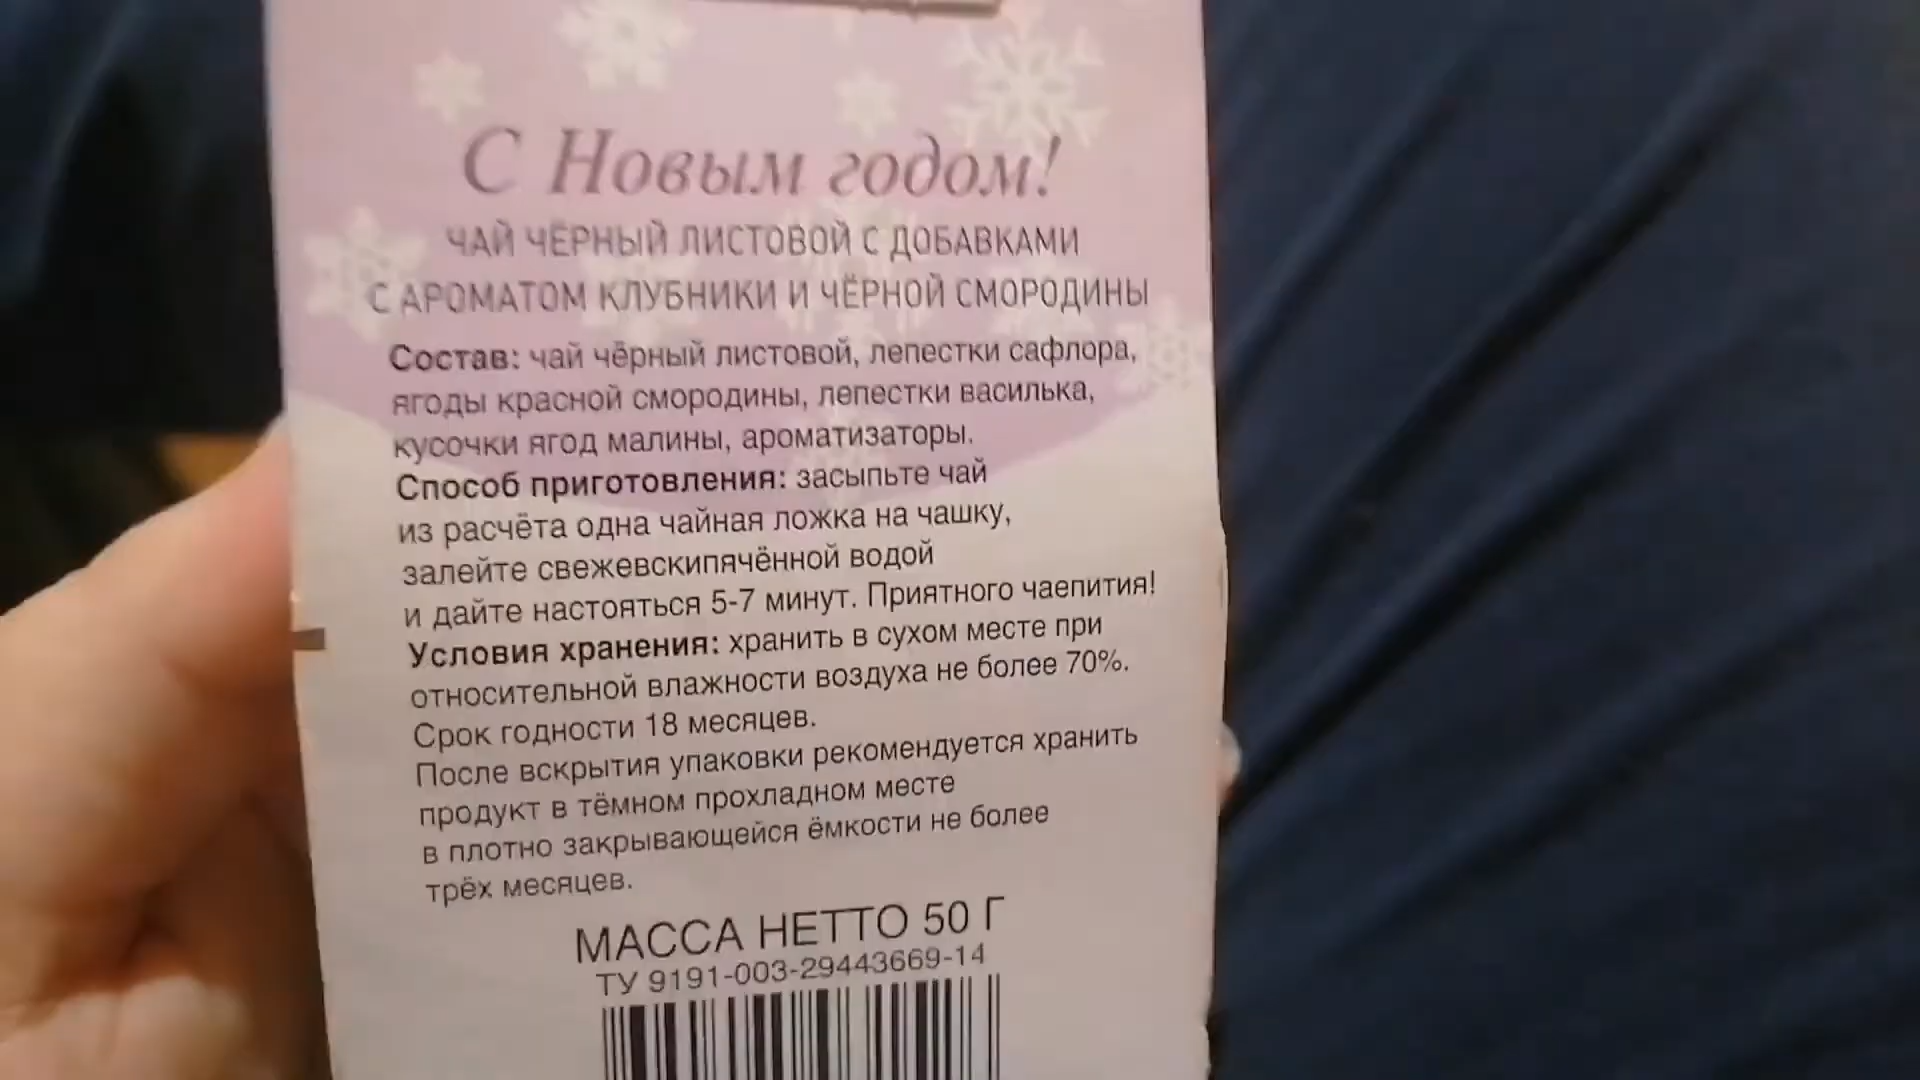 С Новым годом!
ЧАЙ ЧЁРНЫЙ ЛИСТОВОЙ С ДОБАВКАМИ
С АРОМАТОМ КЛУБНИКИ И ЧЁРНОЙ СМОРОДИНЫ
Состав: чай чёрный листовой, лепестки сафлора,
ягоды красной смородины, лепестки василька,
кусочки ягод малины, ароматизаторы.
Способ приготовления: засыпьте чай
из расчёта одна чайная ложка на чашку,
залейте свежевскипячённой водой
и дайте настояться 5-7 минут. Приятного чаепития!
Условия хранения: хранить в сухом месте при
относительной влажности воздуха не более 70%.
Срок годности 18 месяцев.
После вскрытия упаковки рекомендуется хранить
продукт в тёмном прохладном месте
в плотно закрывающейся ёмкости не более
трёх месяцев.
МАССА НЕТТО 50 Г
ТУ 9191-003-29443669-14